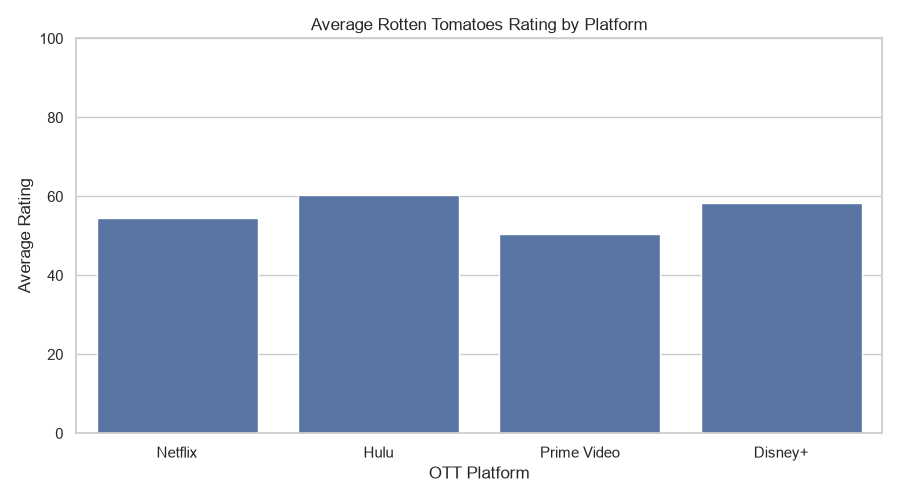 Average Rotten Tomatoes Rating by Platform
100
80
60
40
20
0
Average Rating
Netflix
Hulu
Prime Video
Disney+
OTT Platform